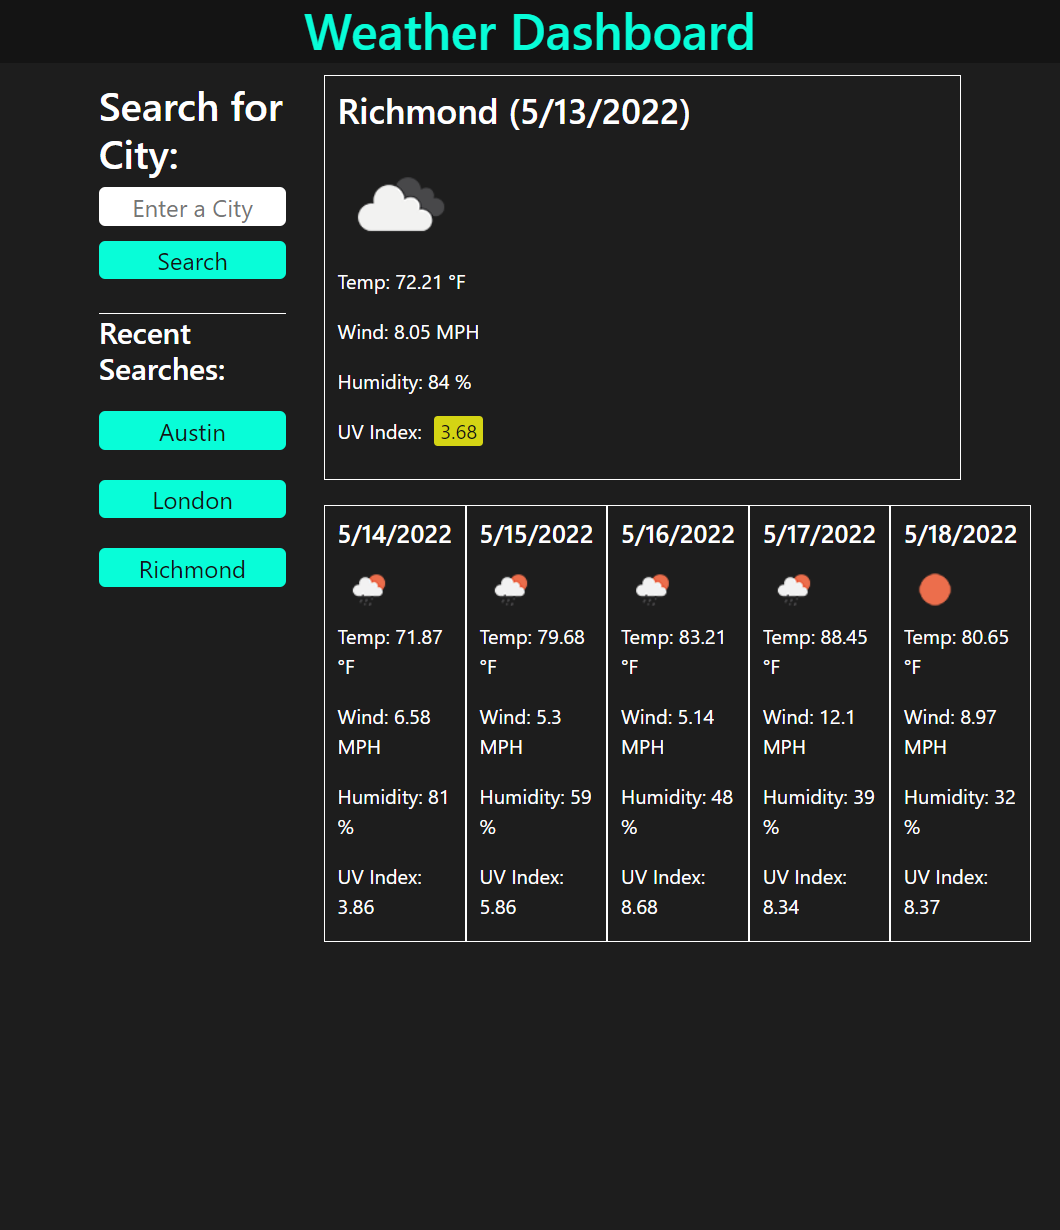 Weather Dashboard
Search for
City:
Enter a City
Search
Recent
Searches:
Austin
London
Richmond
Richmond (5/13/2022)
Temp: 72.21 °F
Wind: 8.05 MPH
Humidity: 84 %
UV Index: 3.68
5/14/2022
Temp: 71.87
°F
Wind: 6.58
MPH
Humidity: 81
%
UV Index:
3.86
5/15/2022
Temp: 79.68
°F
Wind: 5.3
MPH
Humidity: 59
%
UV Index:
5.86
5/16/2022
Temp: 83.21
°F
Wind: 5.14
MPH
Humidity: 48
%
UV Index:
8.68
5/17/2022
Temp: 88.45
°F
Wind: 12.1
MPH
Humidity: 39
%
UV Index:
8.34
5/18/2022
Temp: 80.65
°F
Wind: 8.97
MPH
Humidity: 32
%
UV Index:
8.37